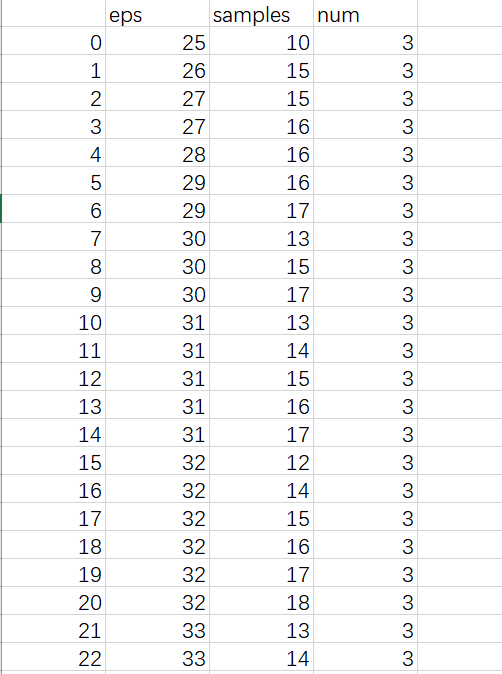 eps samples num
0 25 10 3
1 26 15 3
2 27 15 3
3 27 16 3
4 28 16 3
5 29 16 3
6 29 17 3
7 30 13 3
8 30 15 3
9 30 17 3
10 31 13 3
11 31 14 3
12 31 15 3
13 31 16 3
14 31 17 3
15 32 12 3
16 32 14 3
17 32 15 3
18 32 16 3
19 32 17 3
20 32 18 3
21 33 13 3
22 33 14 3